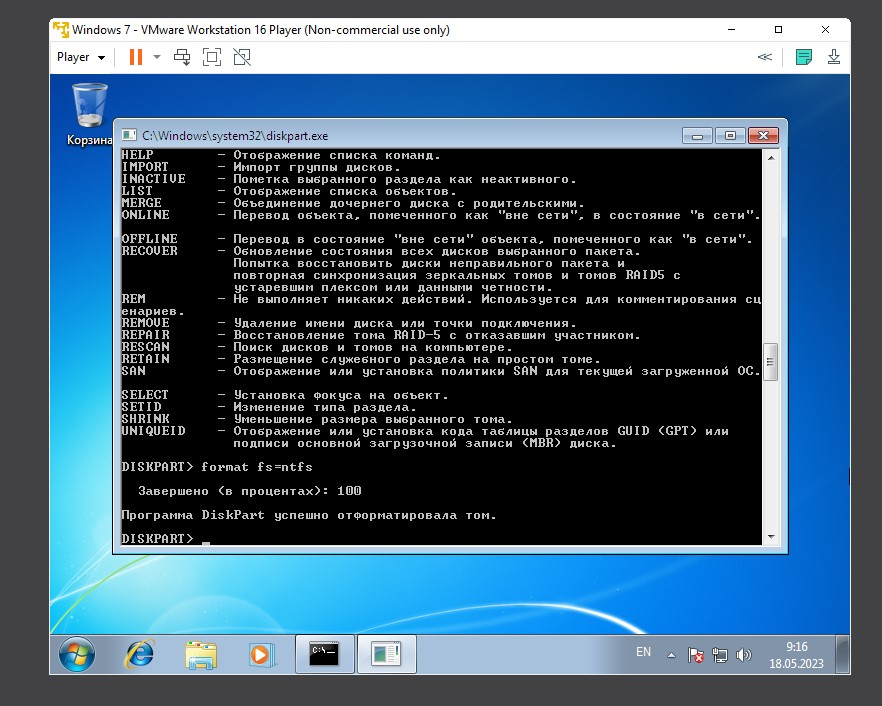 Windows 7 - VMware Workstation 16 Player (Non-commercial use only)
Player
Корзина
C:\Windows\system32\diskpart.exe
HELP - Отображение списка команд.
IMPORT - Импорт группы дисков.
INACTIVE - Пометка выбранного раздела как неактивного.
LIST - Отображение списка объектов.
MERGE - Объединение дочернего диска с родительскими.
ONLINE - Перевод объекта, помеченного как "вне сети", в состояние "в сети".
OFFLINE - Перевод в состояние "вне сети" объекта, помеченного как "в сети".
RECOVER - Обновление состояния всех дисков выбранного пакета.
Попытка восстановить диски неправильного пакета и
повторная синхронизация зеркальных томов и томов RAID5 с
устаревшим плексом или данными четности.
REM - Не выполняет никаких действий. Используется для комментирования сц
енариев.
REMOVE - Удаление имени диска или точки подключения.
REPAIR - Восстановление тома RAID-5 с отказавшим участником.
RESCAN - Поиск дисков и томов на компьютере.
RETAIN - Размещение служебного раздела на простом томе.
SAN - Отображение или установка политики SAN для текущей загруженной ОС.
SELECT - Установка фокуса на объект.
SETID - Изменение типа раздела.
SHRINK - Уменьшение размера выбранного тома.
UNIQUEID - Отображение или установка кода таблицы разделов GUID (GPT) или
подписи основной загрузочной записи (MBR) диска.
DISKPART> format fs=ntfs
Завершено (в процентах): 100
Программа DiskPart успешно отформатировала том.
DISKPART> _
C:\_
EN
9:16
18.05.2023